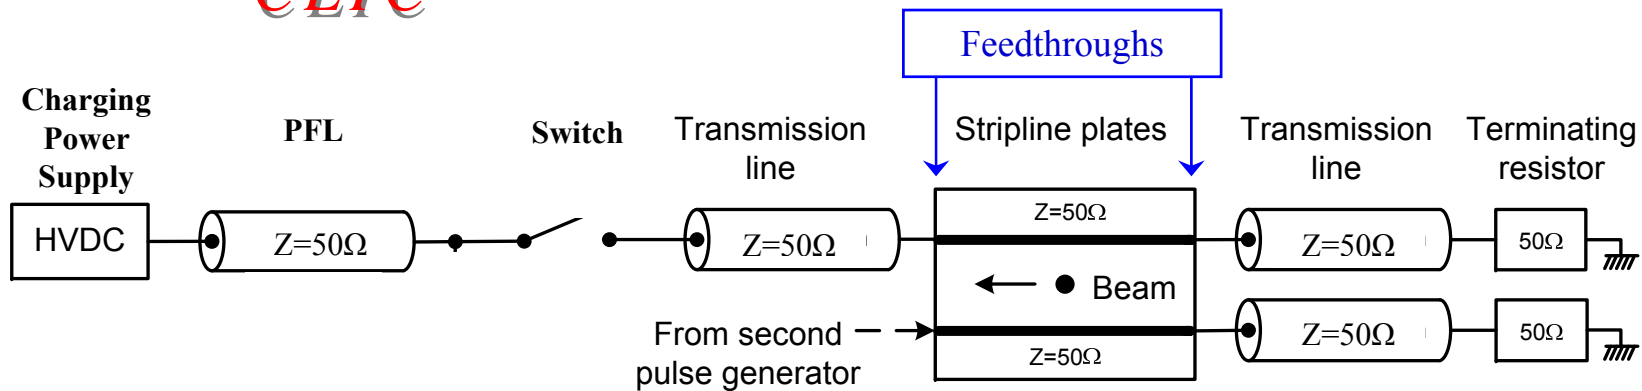 CLIC
Feedthroughs
Charging
Power
Supply
PFL
Switch
Transmission
line
Stripline plates
Transmission
line
Terminating
resistor
HVDC
Z=50Ω
Z=50Ω
Z=50Ω
Z=50Ω
50Ω
Beam
From second
pulse generator
Z=50Ω
Z=50Ω
50Ω